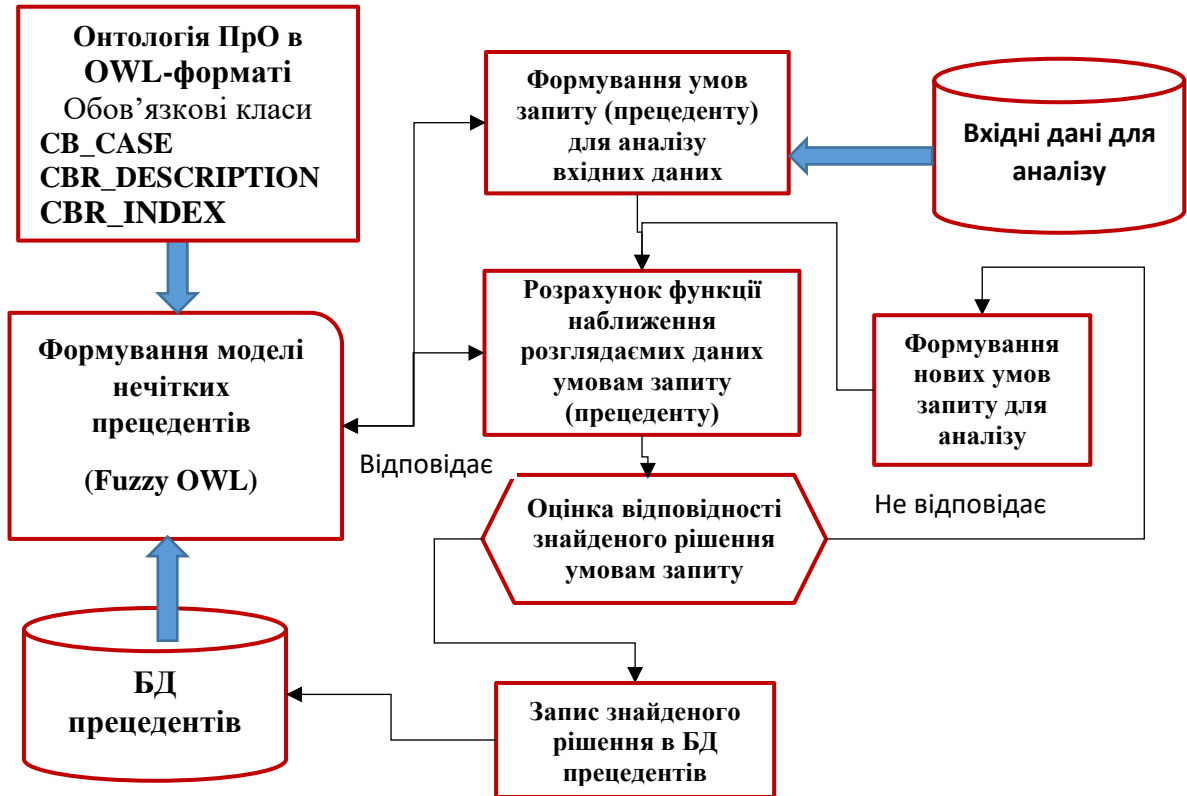 Онтологія ПрО в
OWL-форматі
Обов’язкові класи
CB_CASE
CBR_DESCRIPTION
CBR_INDEX
Формування умов
запиту (прецеденту)
для аналізу
вхідних даних
Вхідні дані для
аналізу
Формування моделі
нечітких
прецедентів
(Fuzzy OWL)
Розрахунок функції
наближення
розглядаємих даних
умовам запиту
(прецеденту)
Формування
нових умов
запиту для
аналізу
Відповідає
Не відповідає
Оцінка відповідності
знайденого рішення
умовам запиту
БД
прецедентів
Запис знайденого
рішення в БД
прецедентів